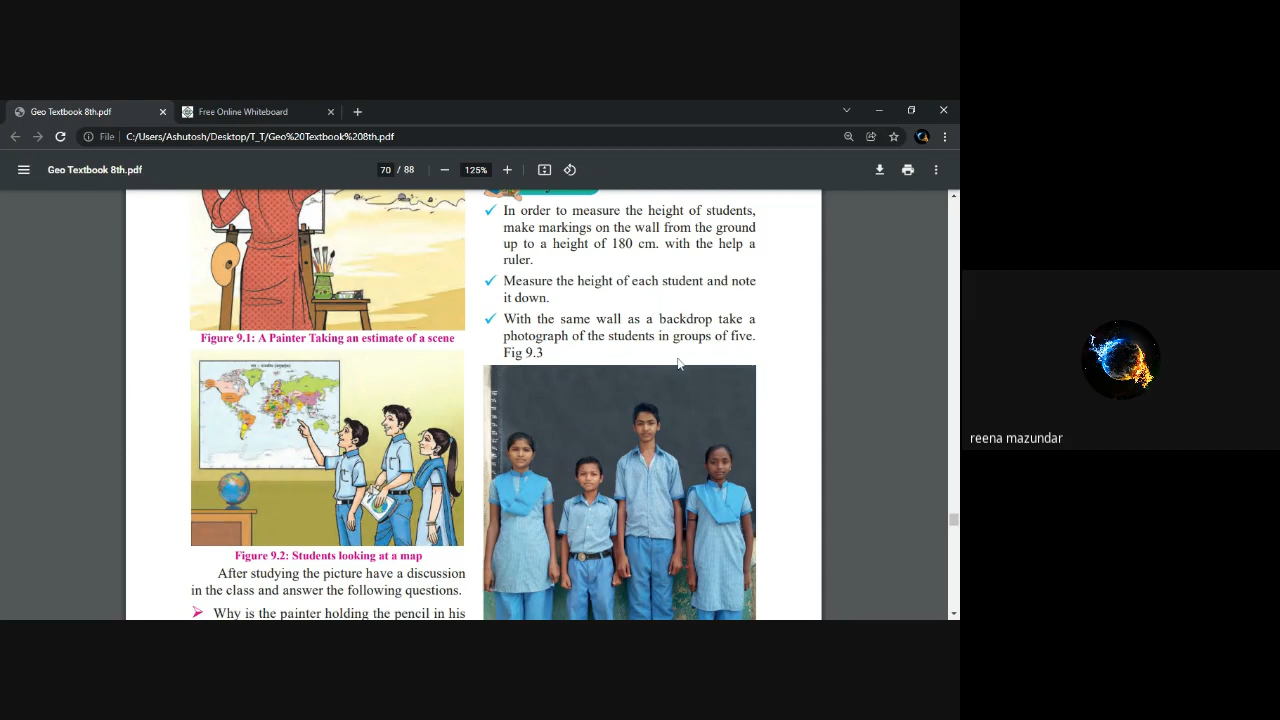 Geo Textbook 8th.pdf
Free Online Whiteboard
File
C:/Users/Ashutosh/Desktop/T_T/Geo%20Textbook%208th.pdf
Geo Textbook 8th.pdf
70 / 88
125%
Figure 9.1: A Painter Taking an estimate of a scene
Figure 9.2: Students looking at a map
After studying the picture have a discussion
in the class and answer the following questions.
Why is the painter holding the pencil in his
In order to measure the height of students,
make markings on the wall from the ground
up to a height of 180 cm. with the help a
ruler.
Measure the height of each student and note
it down.
With the same wall as a backdrop take a
photograph of the students in groups of five.
Fig 9.3
reena mazundar